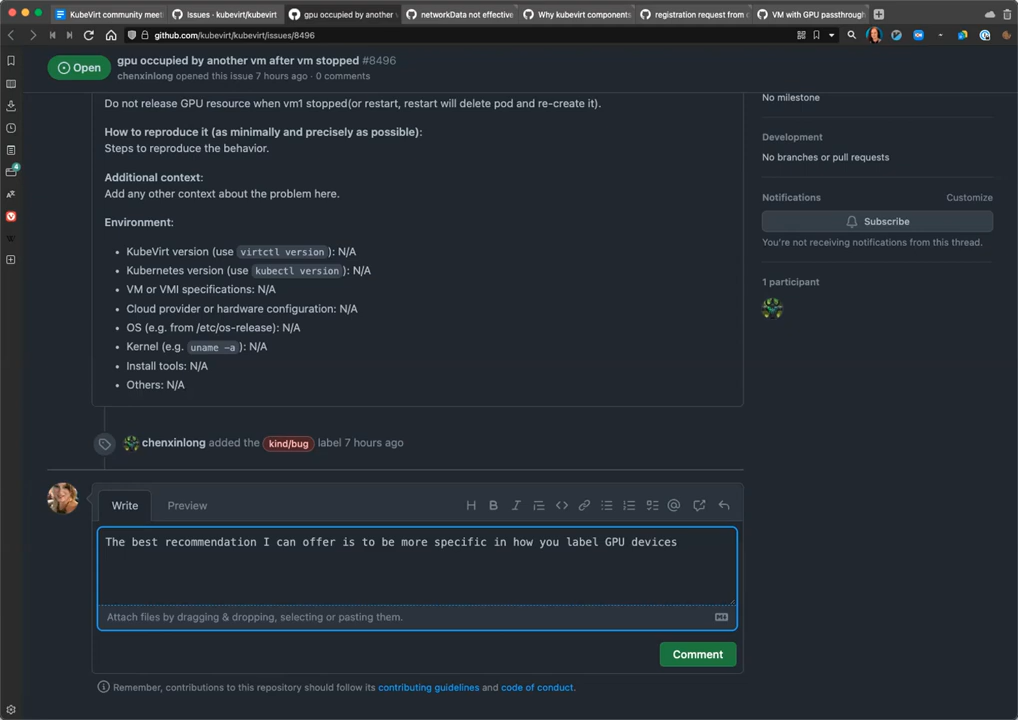 KubeVirt community meet
Issues · kubevirt/kubevirt
gpu occupied by another
networkData not effective
Why kubevirt components
registration request from
VM with GPU passthroug
github.com/kubevirt/kubevirt/issues/8496
4
Open
gpu occupied by another vm after vm stopped #8496
chenxinlong opened this issue 7 hours ago · 0 comments
Do not release GPU resource when vm1 stopped(or restart, restart will delete pod and re-create it).
How to reproduce it (as minimally and precisely as possible):
Steps to reproduce the behavior.
Additional context:
Add any other context about the problem here.
Environment:
• KubeVirt version (use virtctl version): N/A
• Kubernetes version (use kubectl version): N/A
• VM or VMI specifications: N/A
• Cloud provider or hardware configuration: N/A
• OS (e.g. from /etc/os-release): N/A
• Kernel (e.g. uname -a): N/A
• Install tools: N/A
• Others: N/A
No milestone
Development
No branches or pull requests
Notifications Customize
Subscribe
You're not receiving notifications from this thread.
1 participant
chenxinlong added the kind/bug label 7 hours ago
Write Preview
The best recommendation I can offer is to be more specific in how you label GPU devices
Attach files by dragging & dropping, selecting or pasting them.
Comment
Remember, contributions to this repository should follow its contributing guidelines and code of conduct.